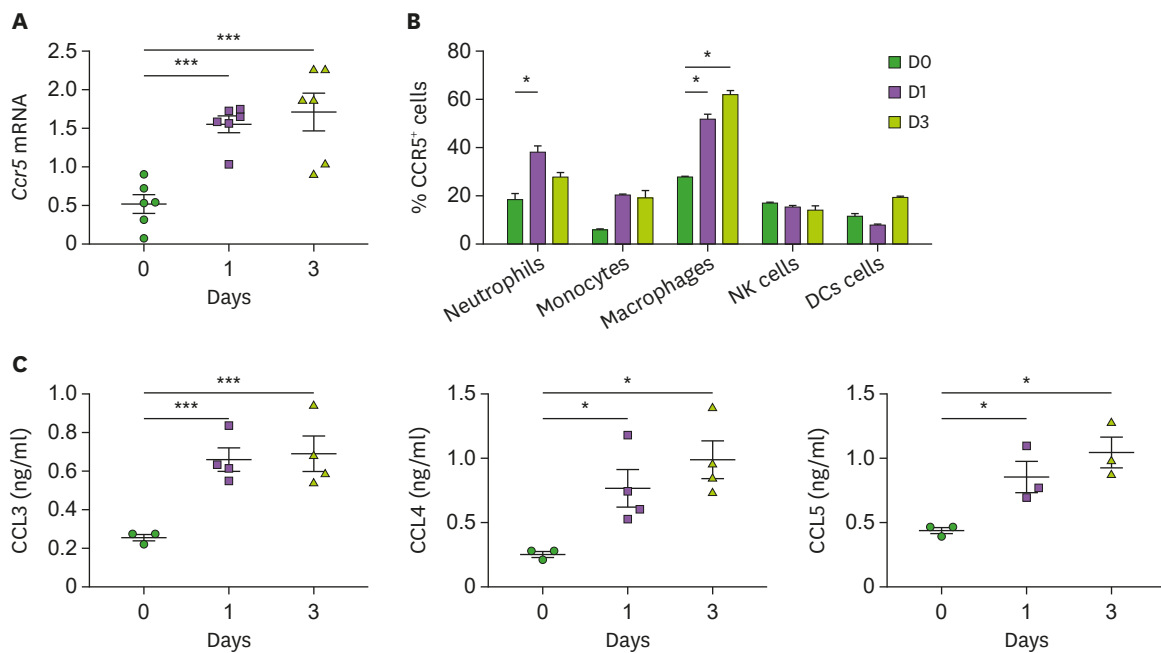 A
***
***
2.5
2.0
1.5
1.0
0.5
0
Ccr5 mRNA
0 1 3
Days
B
80
60
40
20
0
% CCR5⁺ cells
*
*
*
D0
D1
D3
Neutrophils
Monocytes
Macrophages
NK cells
DCs cells
C
***
***
1.0
0.8
0.6
0.4
0.2
0
CCL3 (ng/ml)
0 1 3
Days
*
*
1.5
1.0
0.5
0
CCL4 (ng/ml)
0 1 3
Days
*
*
1.5
1.0
0.5
0
CCL5 (ng/ml)
0 1 3
Days